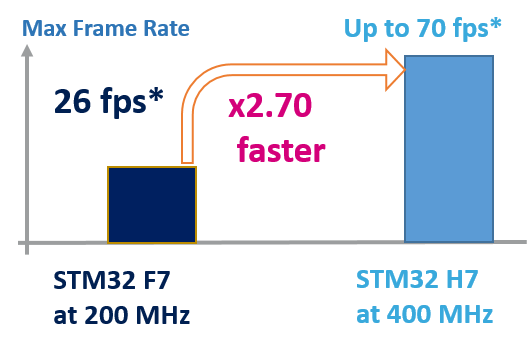 Max Frame Rate
Up to 70 fps*
26 fps*
x2.70
faster
STM32 F7
at 200 MHz
STM32 H7
at 400 MHz